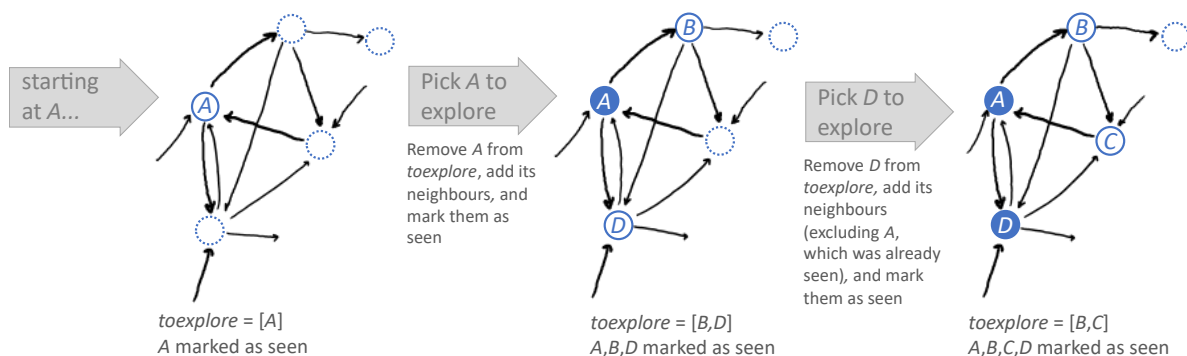 starting
at A...
A
toexplore = [A]
A marked as seen
Pick A to
explore
Remove A from
toexplore, add its
neighbours, and
mark them as
seen
B
A
D
toexplore = [B,D]
A,B,D marked as seen
Pick D to
explore
Remove D from
toexplore, add its
neighbours
(excluding A,
which was already
seen), and mark
them as seen
B
A
C
D
toexplore = [B,C]
A,B,C,D marked as seen